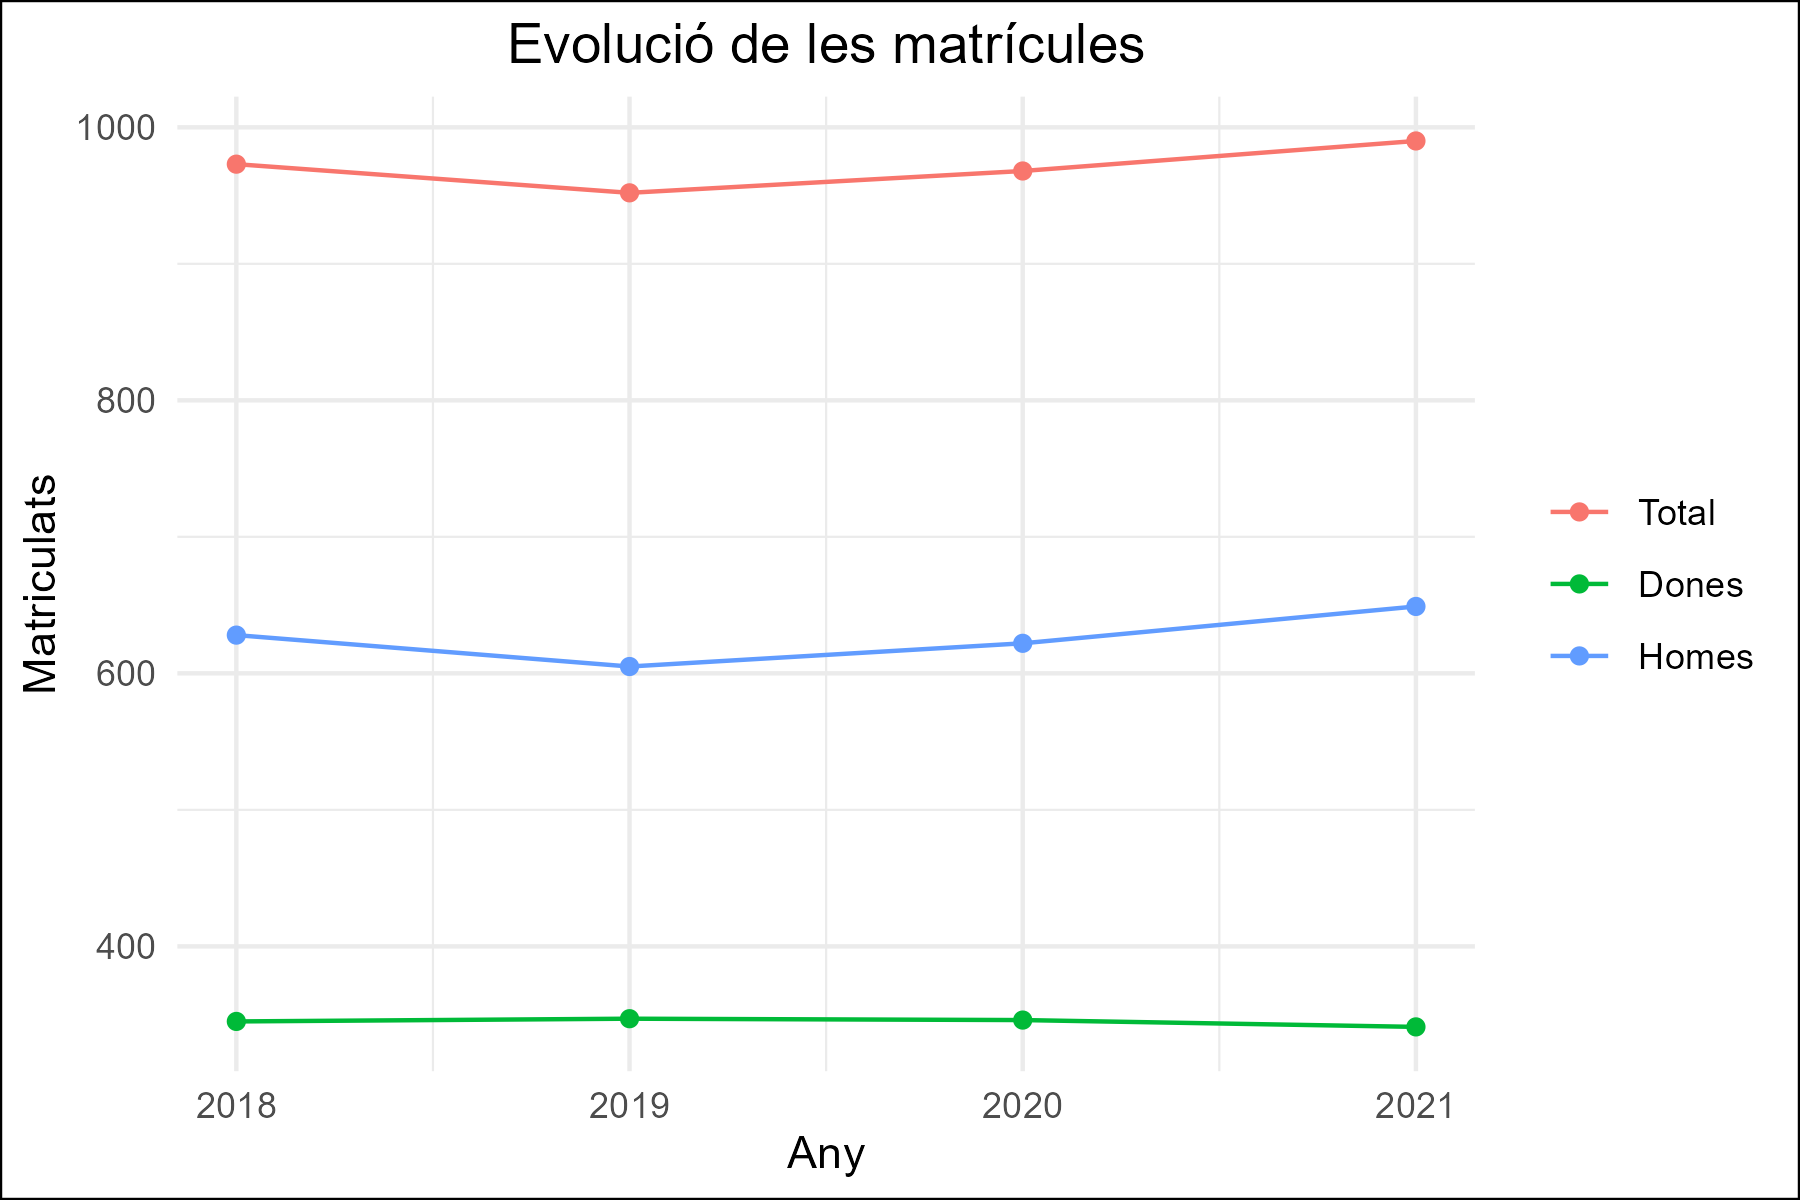 Evolució de les matrícules
1000
800
600
400
Matriculats
2018
2019
2020
2021
Any
Total
Dones
Homes